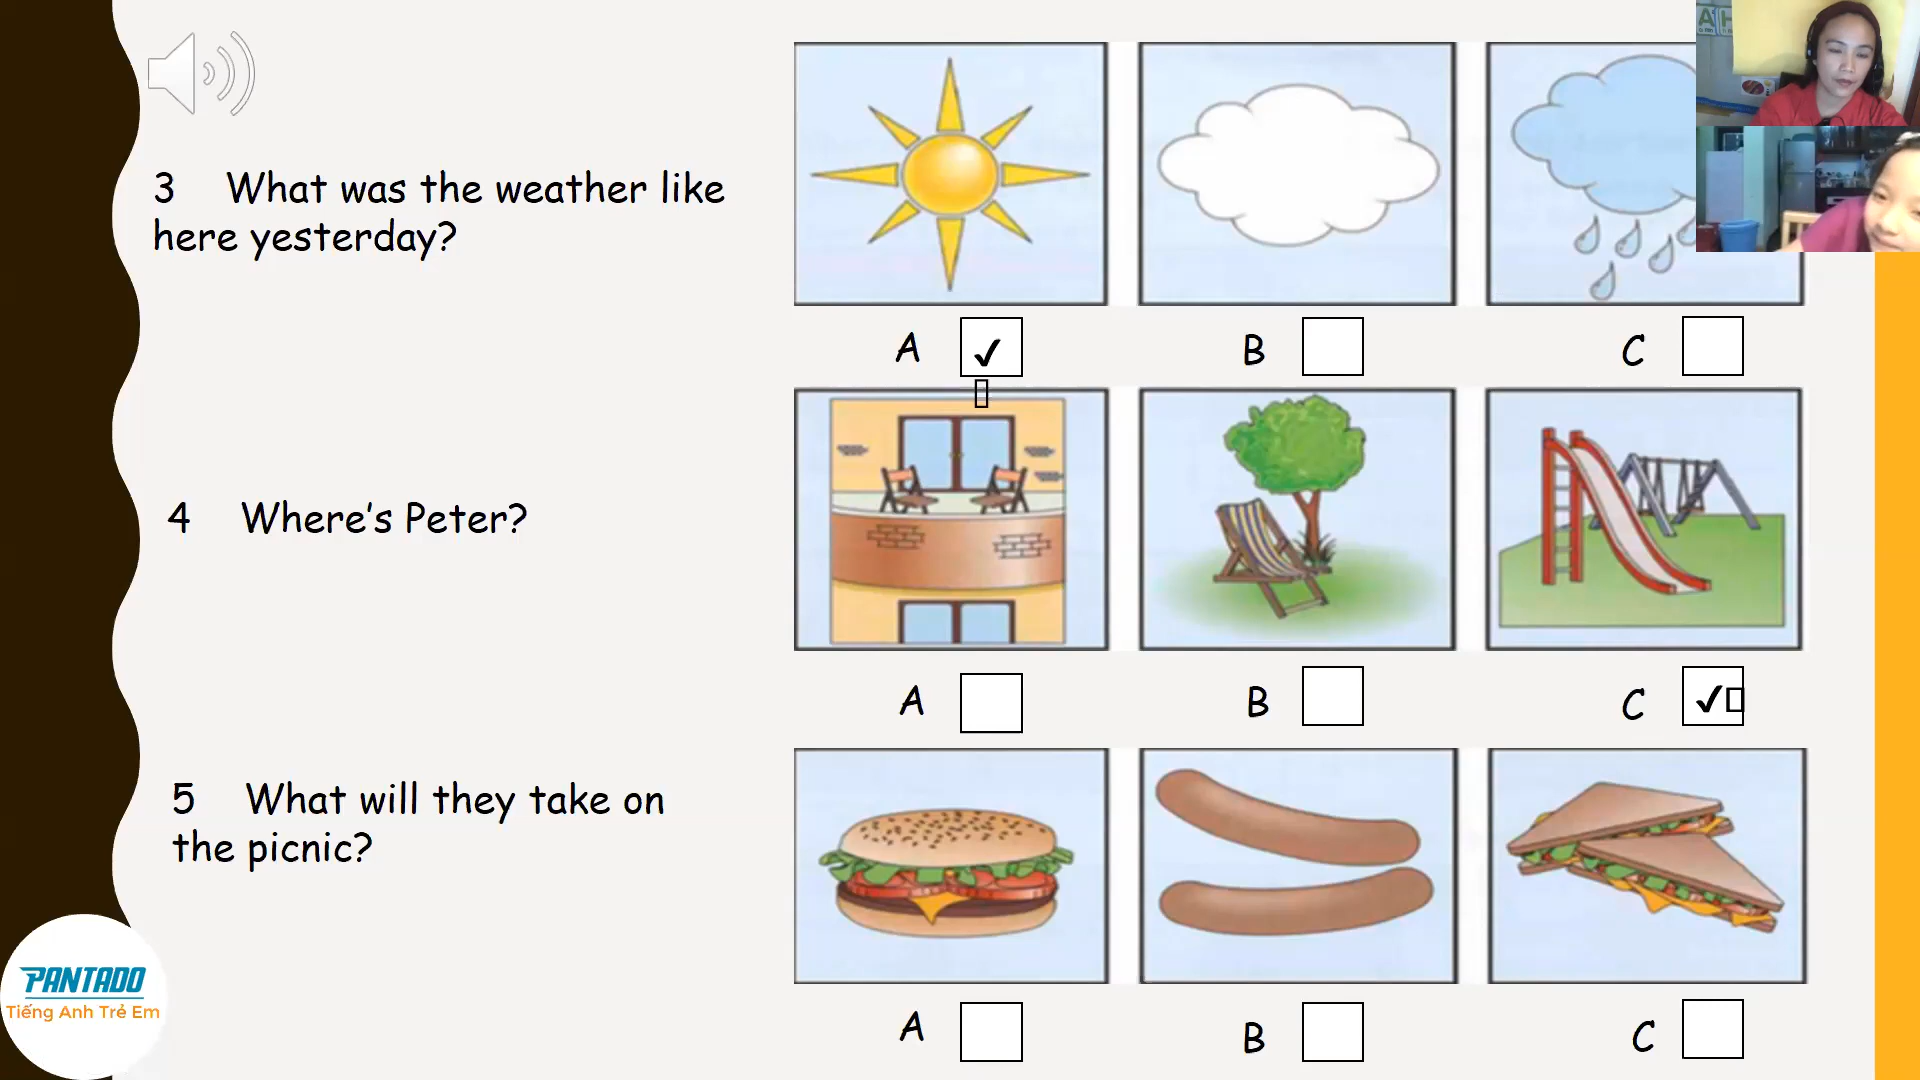 3 What was the weather like
here yesterday?
A ✓ B C
4 Where's Peter?
A B C ✓
5 What will they take on
the picnic?
A B C
PANTADO
Tiếng Anh Trẻ Em